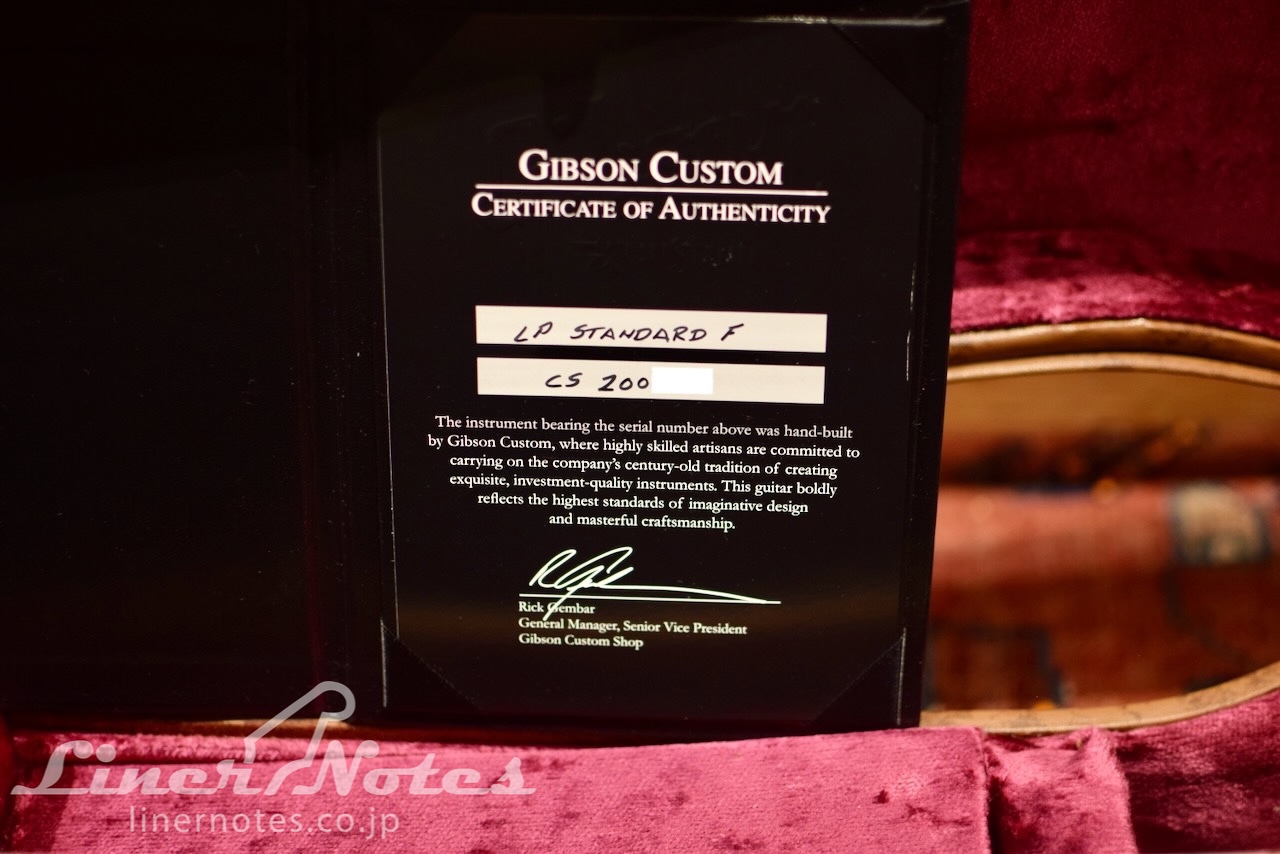 GIBSON CUSTOM
CERTIFICATE OF AUTHENTICITY
LP STANDARD F
CS 200
The instrument bearing the serial number above was hand-built
by Gibson Custom, where highly skilled artisans are committed to
carrying on the company's century-old tradition of creating
exquisite, investment-quality instruments. This guitar boldly
reflects the highest standards of imaginative design
and masterful craftsmanship.
Rick Gembar
General Manager, Senior Vice President
Gibson Custom Shop
Liner Notes
linernotes.co.jp